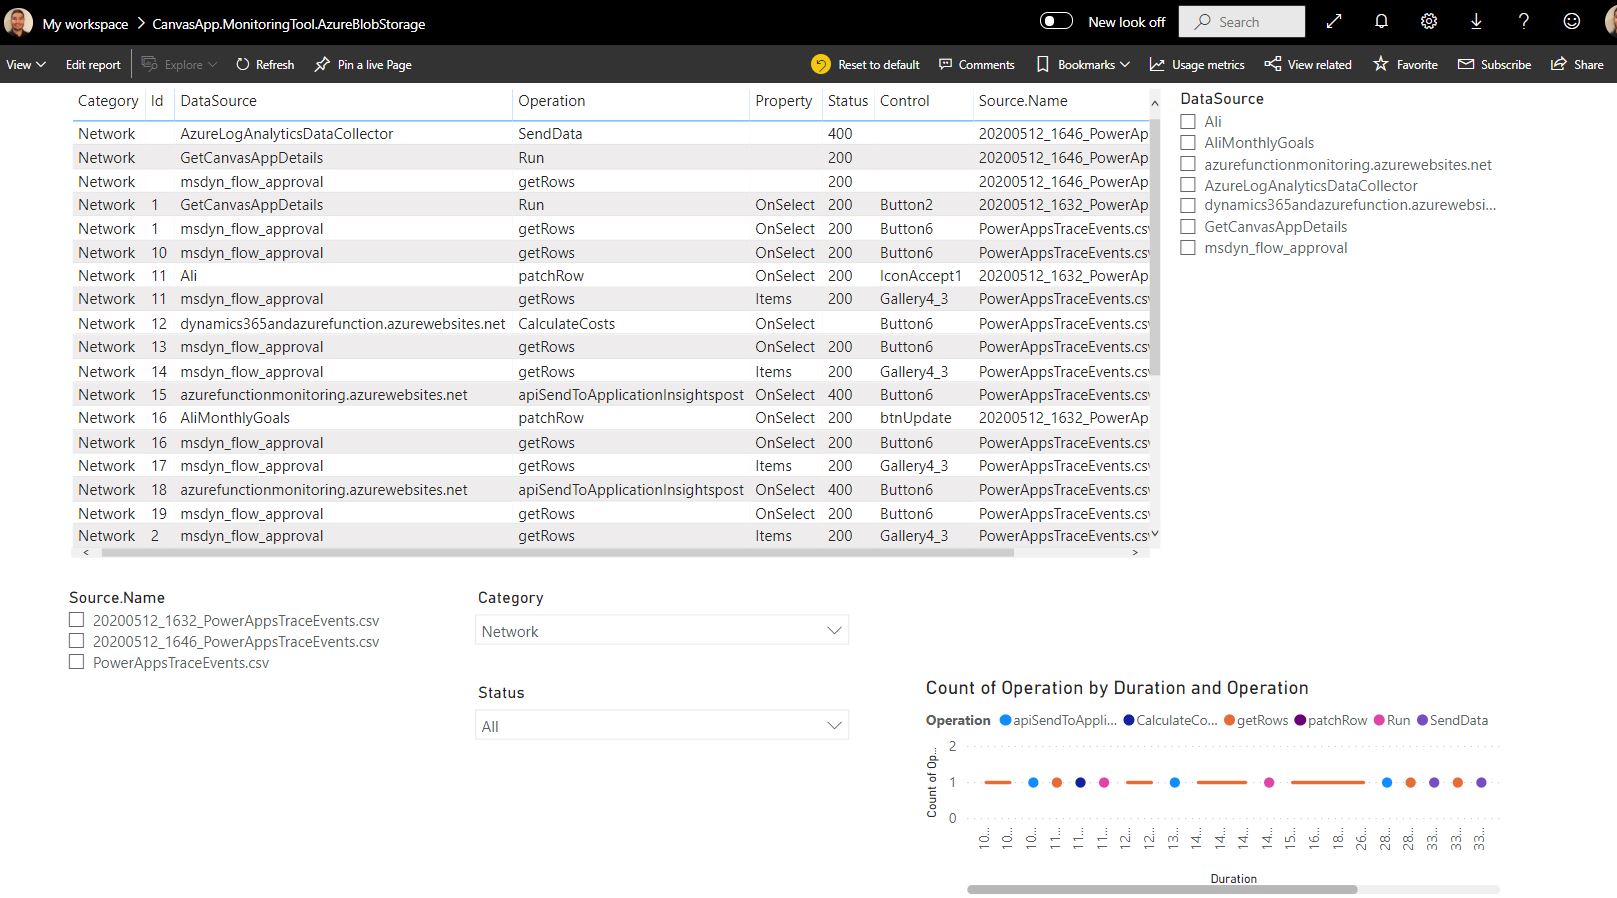 My workspace > CanvasApp.MonitoringTool.AzureBlobStorage New look off Search
View Edit report Explore Refresh Pin a live Page Reset to default Comments Bookmarks Usage metrics View related Favorite Subscribe Share
Category Id DataSource Operation Property Status Control Source.Name
Network AzureLogAnalyticsDataCollector SendData 400 20200512_1646_PowerAp
Network GetCanvasAppDetails Run 200 20200512_1646_PowerAp
Network msdyn_flow_approval getRows 200 20200512_1646_PowerAp
Network 1 GetCanvasAppDetails Run OnSelect 200 Button2 20200512_1632_PowerAp
Network 1 msdyn_flow_approval getRows OnSelect 200 Button6 PowerAppsTraceEvents.csv
Network 10 msdyn_flow_approval getRows OnSelect 200 Button6 PowerAppsTraceEvents.csv
Network 11 Ali patchRow OnSelect 200 IconAccept1 20200512_1632_PowerAp
Network 11 msdyn_flow_approval getRows Items 200 Gallery4_3 PowerAppsTraceEvents.csv
Network 12 dynamics365andazurefunction.azurewebsites.net CalculateCosts OnSelect Button6 PowerAppsTraceEvents.csv
Network 13 msdyn_flow_approval getRows OnSelect 200 Button6 PowerAppsTraceEvents.csv
Network 14 msdyn_flow_approval getRows Items 200 Gallery4_3 PowerAppsTraceEvents.csv
Network 15 azurefunctionmonitoring.azurewebsites.net apiSendToApplicationInsightspost OnSelect 400 Button6 PowerAppsTraceEvents.csv
Network 16 AliMonthlyGoals patchRow OnSelect 200 btnUpdate 20200512_1632_PowerAp
Network 16 msdyn_flow_approval getRows OnSelect 200 Button6 PowerAppsTraceEvents.csv
Network 17 msdyn_flow_approval getRows Items 200 Gallery4_3 PowerAppsTraceEvents.csv
Network 18 azurefunctionmonitoring.azurewebsites.net apiSendToApplicationInsightspost OnSelect 400 Button6 PowerAppsTraceEvents.csv
Network 19 msdyn_flow_approval getRows OnSelect 200 Button6 PowerAppsTraceEvents.csv
Network 2 msdyn_flow_approval getRows Items 200 Gallery4_3 PowerAppsTraceEvents.csv
DataSource
Ali
AliMonthlyGoals
azurefunctionmonitoring.azurewebsites.net
AzureLogAnalyticsDataCollector
dynamics365andazurefunction.azurewebsi...
GetCanvasAppDetails
msdyn_flow_approval
Source.Name
20200512_1632_PowerAppsTraceEvents.csv
20200512_1646_PowerAppsTraceEvents.csv
PowerAppsTraceEvents.csv
Category
Network
Status
All
Count of Operation by Duration and Operation
Operation apiSendToAppli... CalculateCo... getRows patchRow Run SendData
Count of Op...
2
1
0
10... 10... 10... 11... 11... 11... 12... 12... 13... 14... 14... 14... 14... 15... 16... 18... 26... 28... 28... 33... 33... 33...
Duration